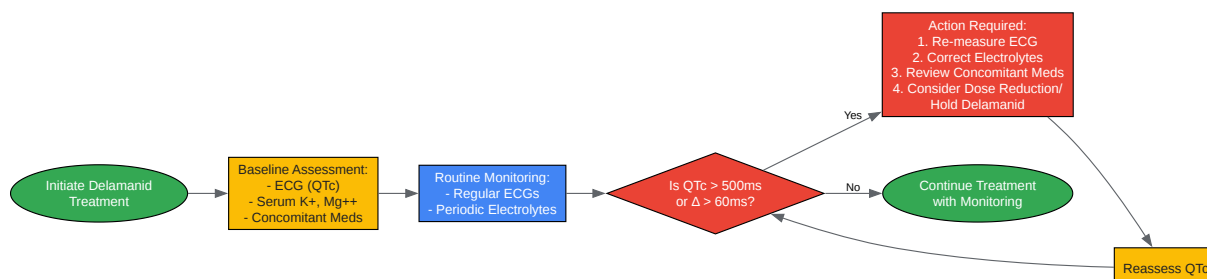 Initiate Delamanid
Treatment
Baseline Assessment:
- ECG (QTc)
- Serum K+, Mg++
- Concomitant Meds
Routine Monitoring:
- Regular ECGs
- Periodic Electrolytes
Is QTc > 500ms
or Δ > 60ms?
Yes
Action Required:
1. Re-measure ECG
2. Correct Electrolytes
3. Review Concomitant Meds
4. Consider Dose Reduction/
Hold Delamanid
No
Continue Treatment
with Monitoring
Reassess QTc